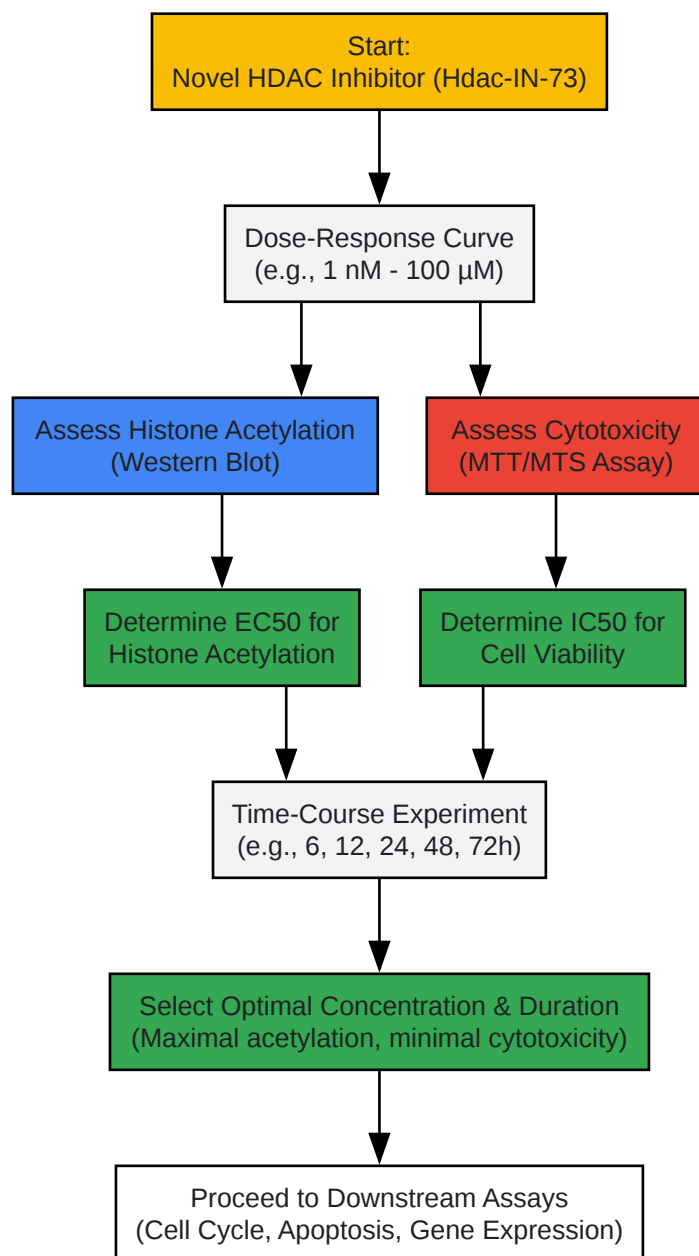 Start:
Novel HDAC Inhibitor (Hdac-IN-73)
Dose-Response Curve
(e.g., 1 nM - 100 µM)
Assess Histone Acetylation
(Western Blot)
Assess Cytotoxicity
(MTT/MTS Assay)
Determine EC50 for
Histone Acetylation
Determine IC50 for
Cell Viability
Time-Course Experiment
(e.g., 6, 12, 24, 48, 72h)
Select Optimal Concentration & Duration
(Maximal acetylation, minimal cytotoxicity)
Proceed to Downstream Assays
(Cell Cycle, Apoptosis, Gene Expression)